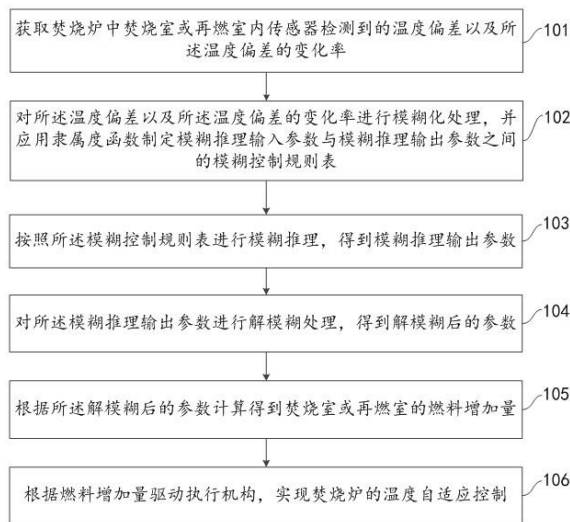 获取焚烧炉中焚烧室或再燃室内传感器检测到的温度偏差以及所
述温度偏差的变化率
101
对所述温度偏差以及所述温度偏差的变化率进行模糊化处理，并
应用隶属度函数制定模糊推理输入参数与模糊推理输出参数之间
的模糊控制规则表
102
按照所述模糊控制规则表进行模糊推理，得到模糊推理输出参数
103
对所述模糊推理输出参数进行解模糊处理，得到解模糊后的参数
104
根据所述解模糊后的参数计算得到焚烧室或再燃室的燃料增加量
105
根据燃料增加量驱动执行机构，实现焚烧炉的温度自适应控制
106